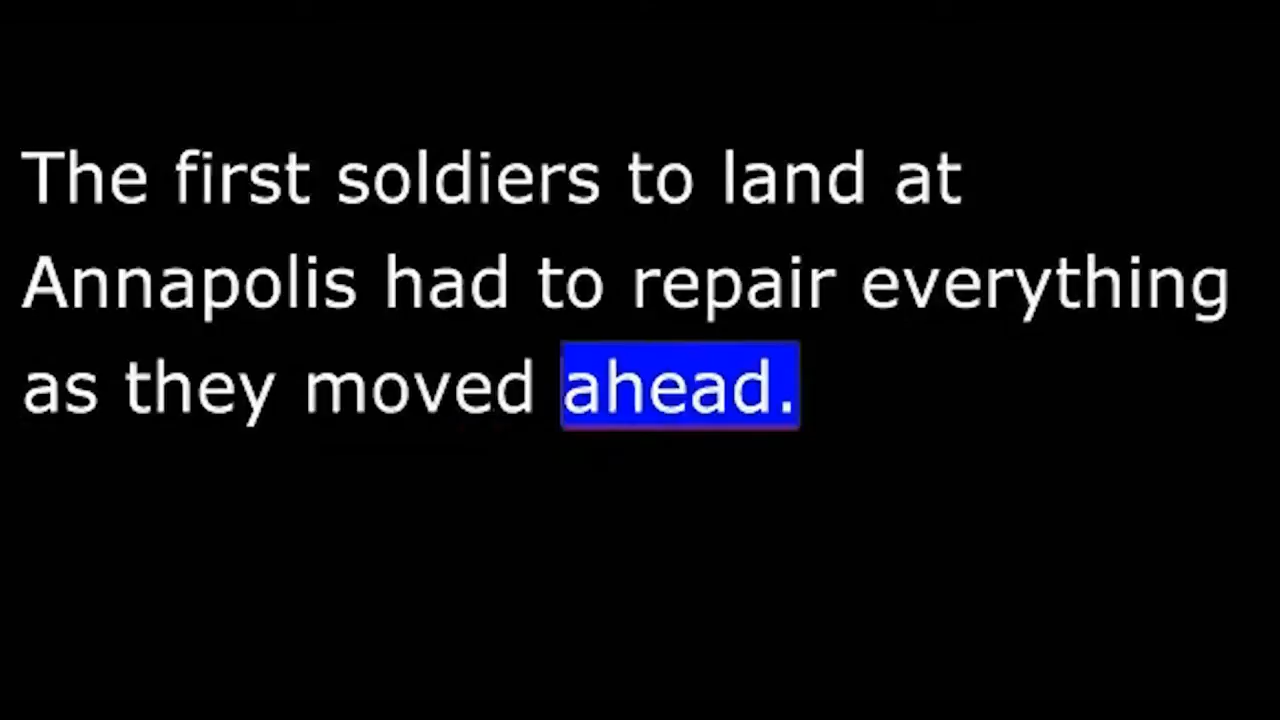 The first soldiers to land at
Annapolis had to repair everything
as they moved ahead.